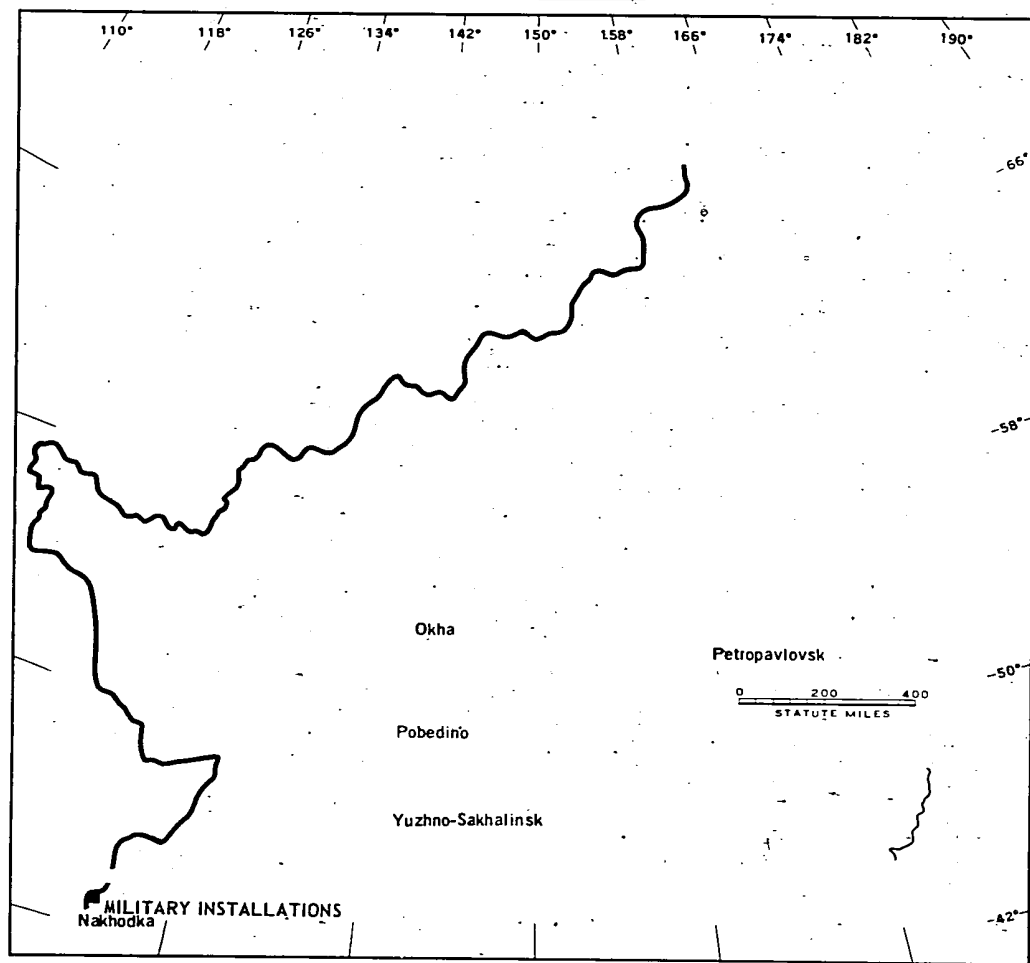 110° 118° 126° 134° 142° 150° 158° 166° 174° 182° 190°
66°
58°
Okha
Petropavlovsk
50°
0 200 400
STATUTE MILES
Pobedino
Yuzhno-Sakhalinsk
MILITARY INSTALLATIONS
Nakhodka
42°